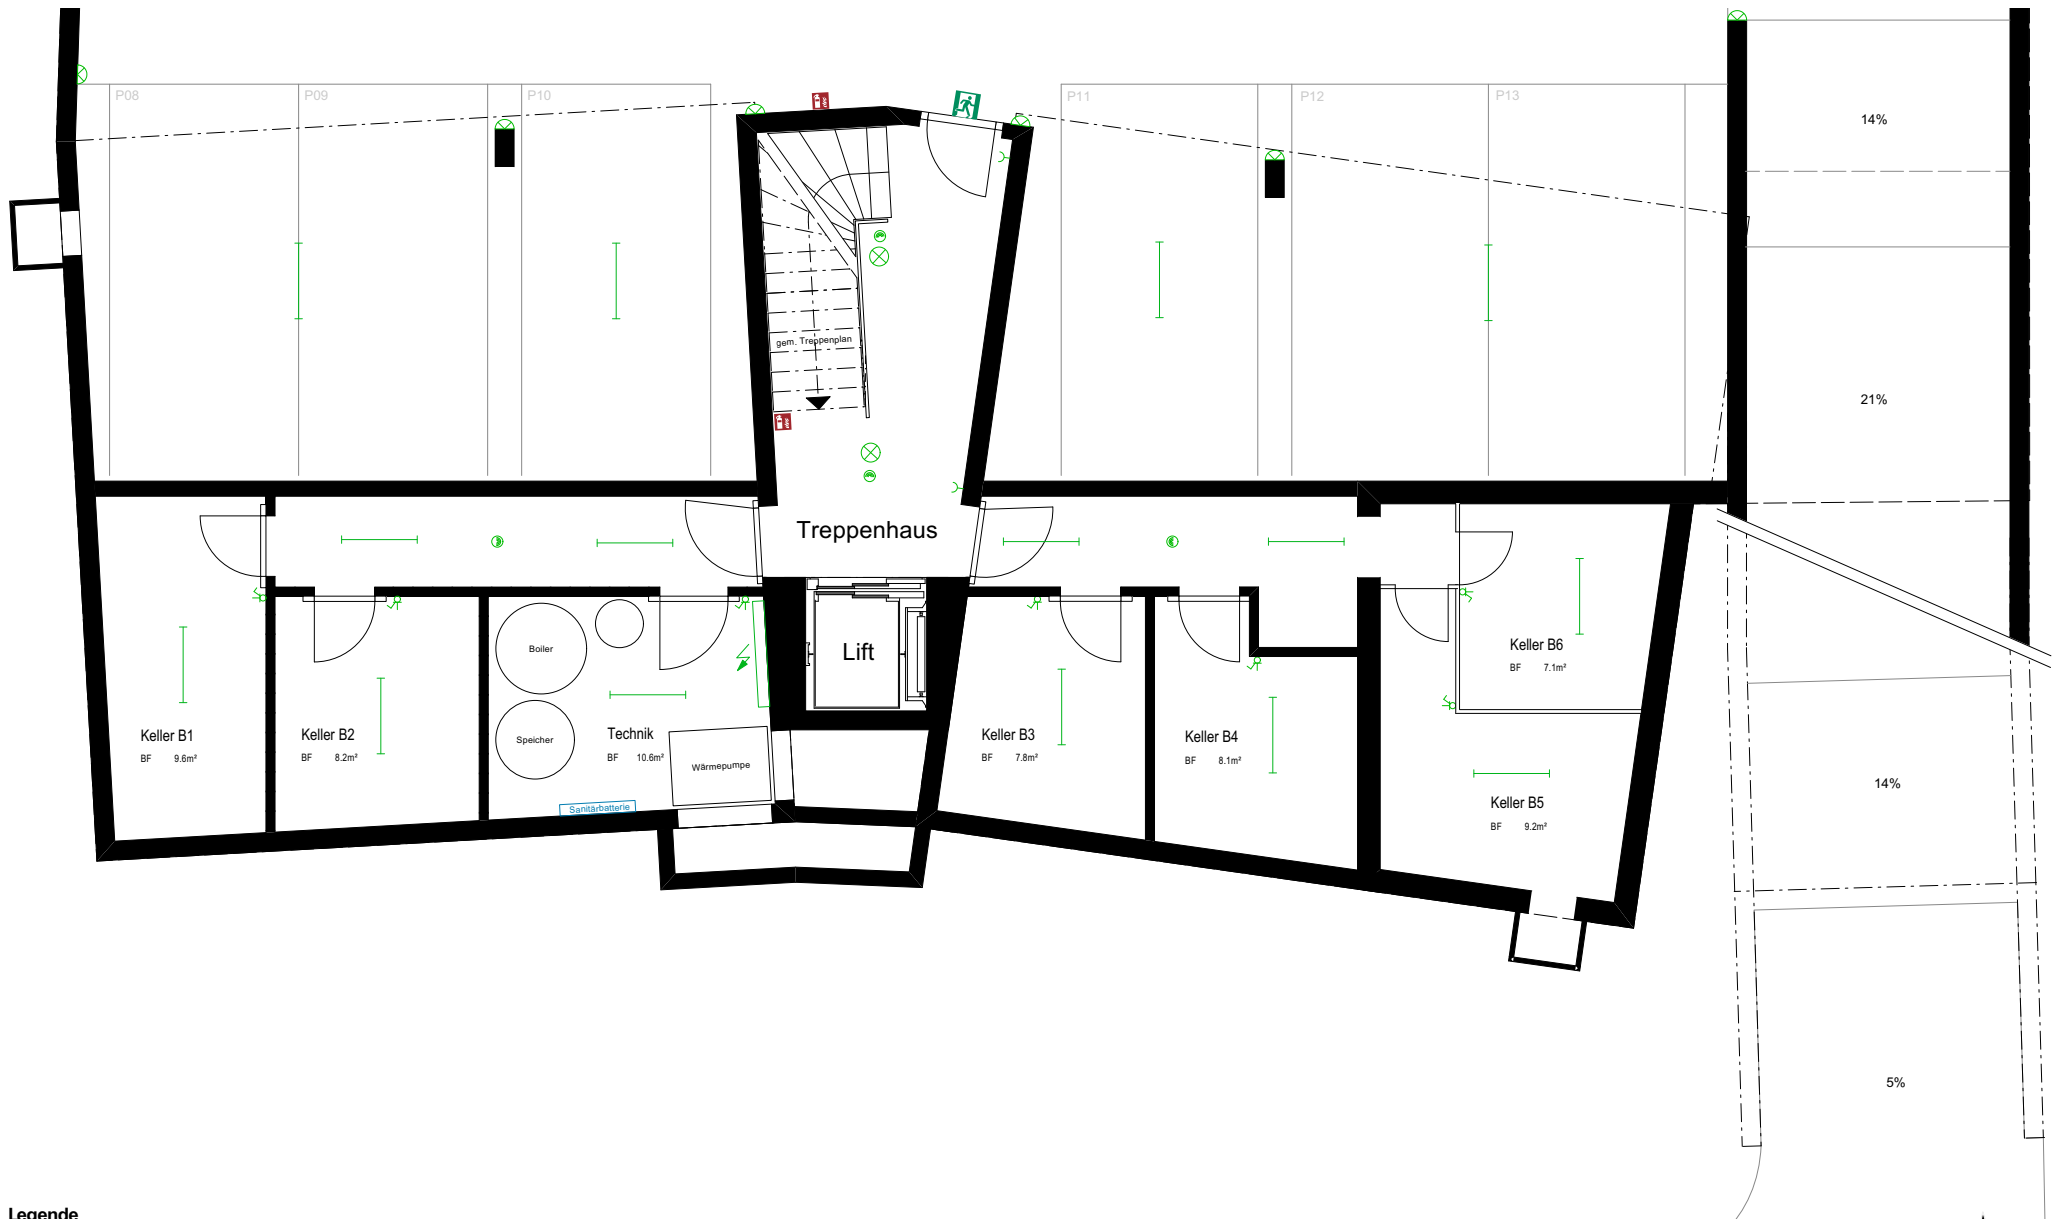 P08
P09
P10
P11
P12
P13
14%
21%
gem. Treppenplan
Treppenhaus
Lift
Boiler
Speicher
Technik
BF 10.6m²
Wärmepumpe
Sanitärbatterie
Keller B1
BF 9.6m²
Keller B2
BF 8.2m²
Keller B3
BF 7.8m²
Keller B4
BF 8.1m²
Keller B6
BF 7.1m²
Keller B5
BF 9.2m²
14%
5%
Legende